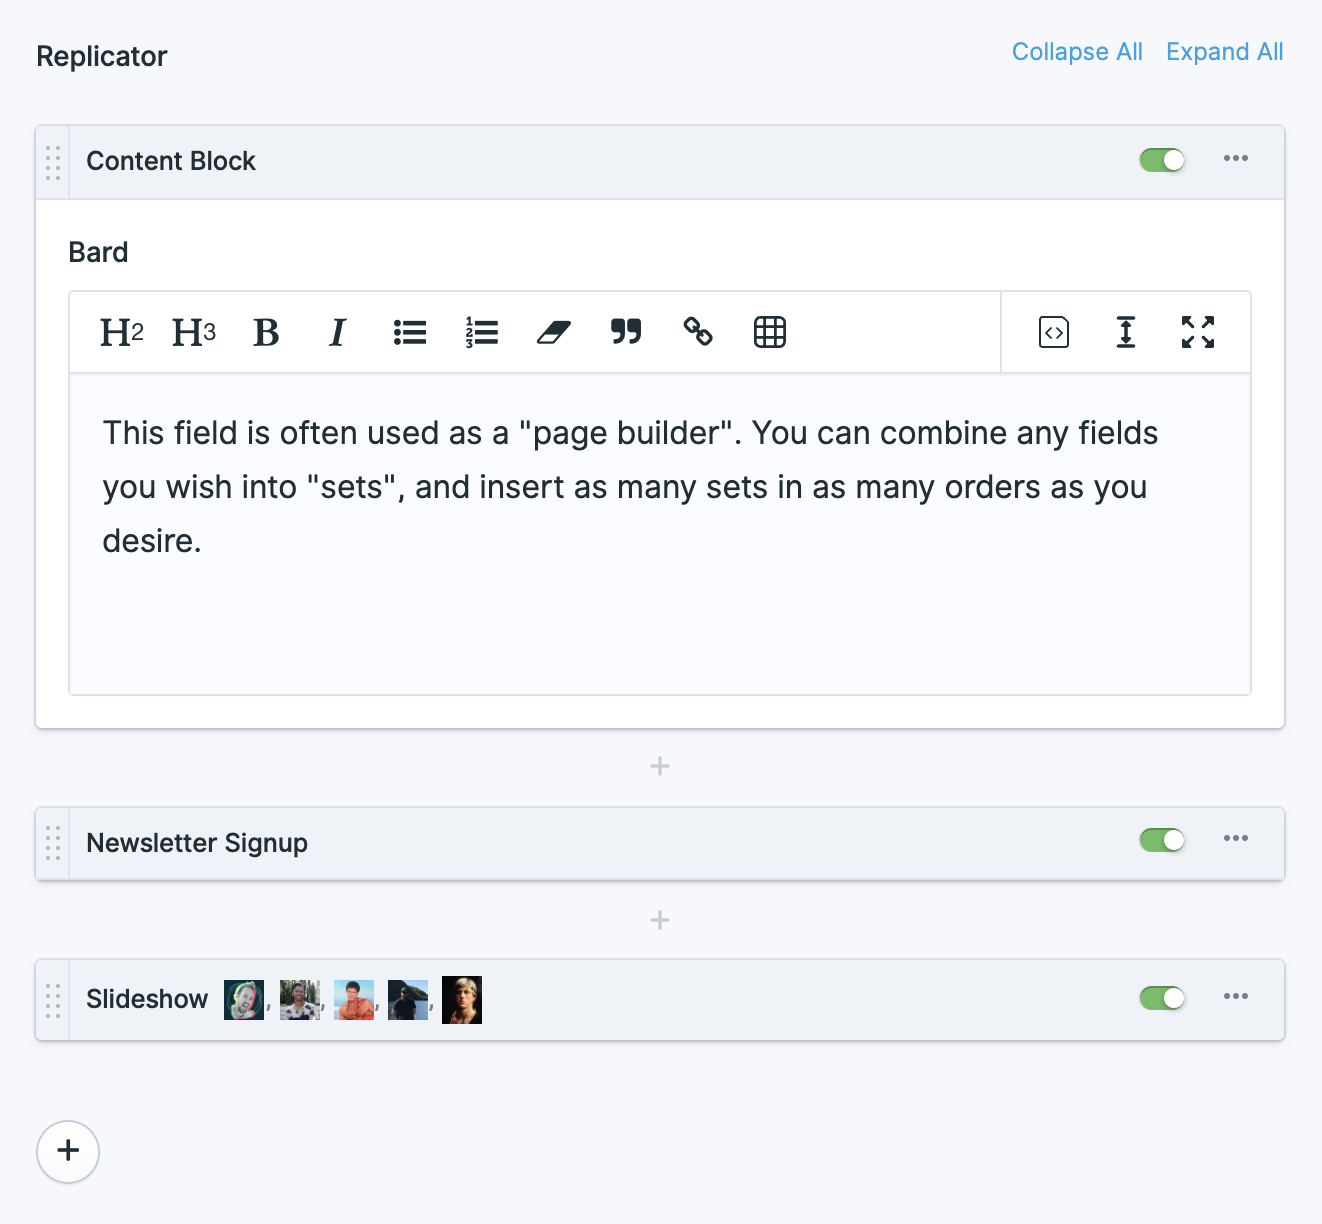 Replicator
Collapse All Expand All
Content Block
Bard
H2 H3 B I
This field is often used as a "page builder". You can combine any fields
you wish into "sets", and insert as many sets in as many orders as you
desire.
Newsletter Signup
Slideshow , , , ,